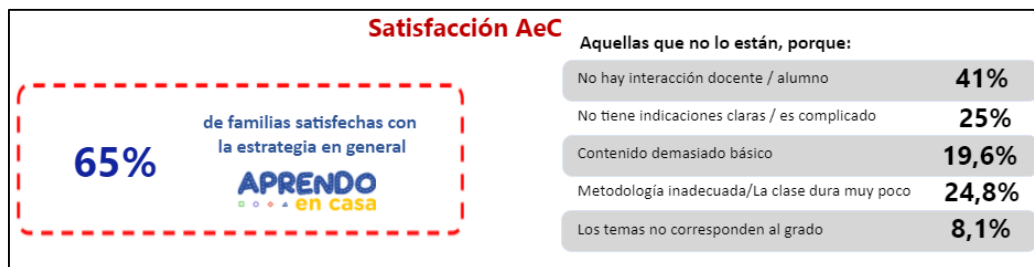 Satisfacción AeC
65%
de familias satisfechas con
la estrategia en general
APRENDO
en casa
Aquellas que no lo están, porque:
No hay interacción docente / alumno 41%
No tiene indicaciones claras / es complicado 25%
Contenido demasiado básico 19,6%
Metodología inadecuada/La clase dura muy poco 24,8%
Los temas no corresponden al grado 8,1%